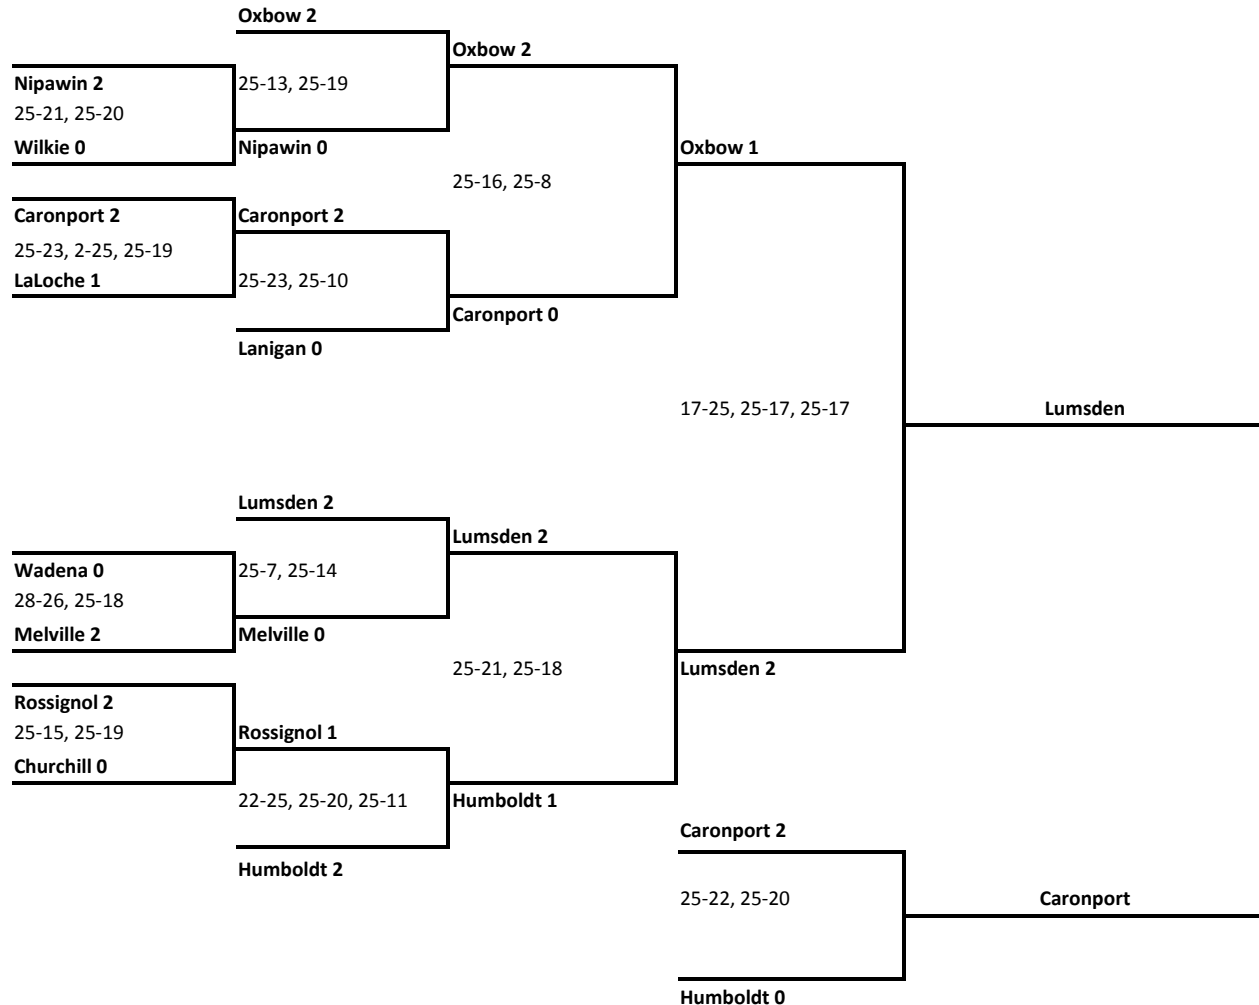 Oxbow 2
Oxbow 2
Nipawin 2
25-13, 25-19
25-21, 25-20
Wilkie 0
Nipawin 0
Oxbow 1
25-16, 25-8
Caronport 2
Caronport 2
25-23, 2-25, 25-19
LaLoche 1
25-23, 25-10
Caronport 0
Lanigan 0
17-25, 25-17, 25-17
Lumsden
Lumsden 2
Lumsden 2
Wadena 0
25-7, 25-14
28-26, 25-18
Melville 2
Melville 0
25-21, 25-18
Lumsden 2
Rossignol 2
25-15, 25-19
Rossignol 1
Churchill 0
22-25, 25-20, 25-11
Humboldt 1
Caronport 2
Humboldt 2
25-22, 25-20
Caronport
Humboldt 0